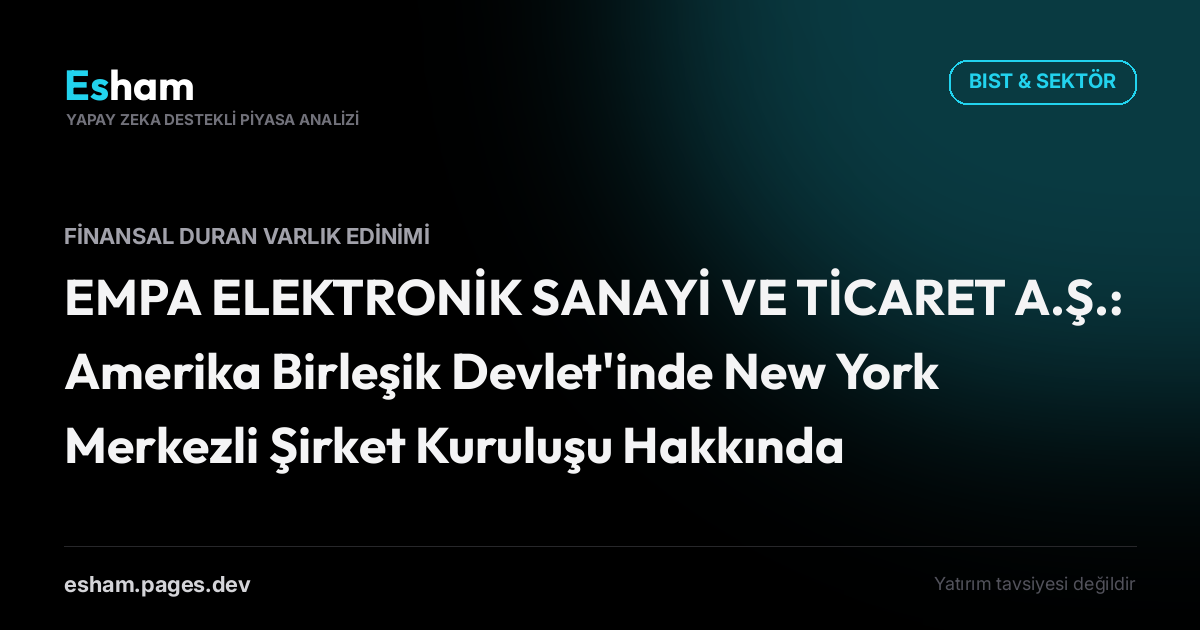 Esham
YAPAY ZEKA DESTEKLİ PİYASA ANALİZİ
BIST & SEKTÖR
FİNANSAL DURAN VARLIK EDİNİMİ
EMPA ELEKTRONİK SANAYİ VE TİCARET A.Ş.:
Amerika Birleşik Devlet'inde New York
Merkezli Şirket Kuruluşu Hakkında
esham.pages.dev
Yatırım tavsiyesi değildir